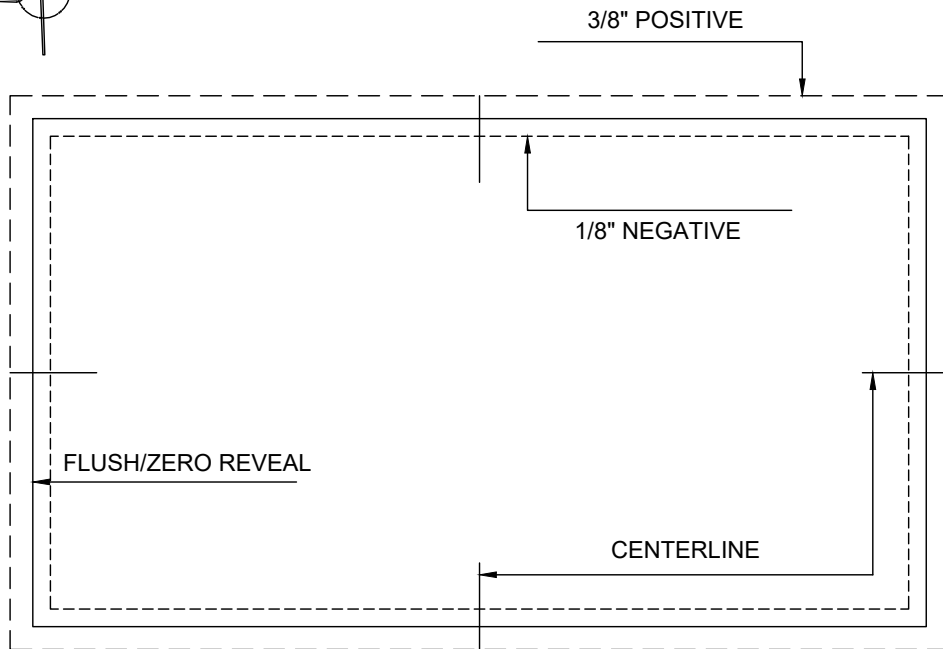 3/8" POSITIVE
1/8" NEGATIVE
FLUSH/ZERO REVEAL
CENTERLINE